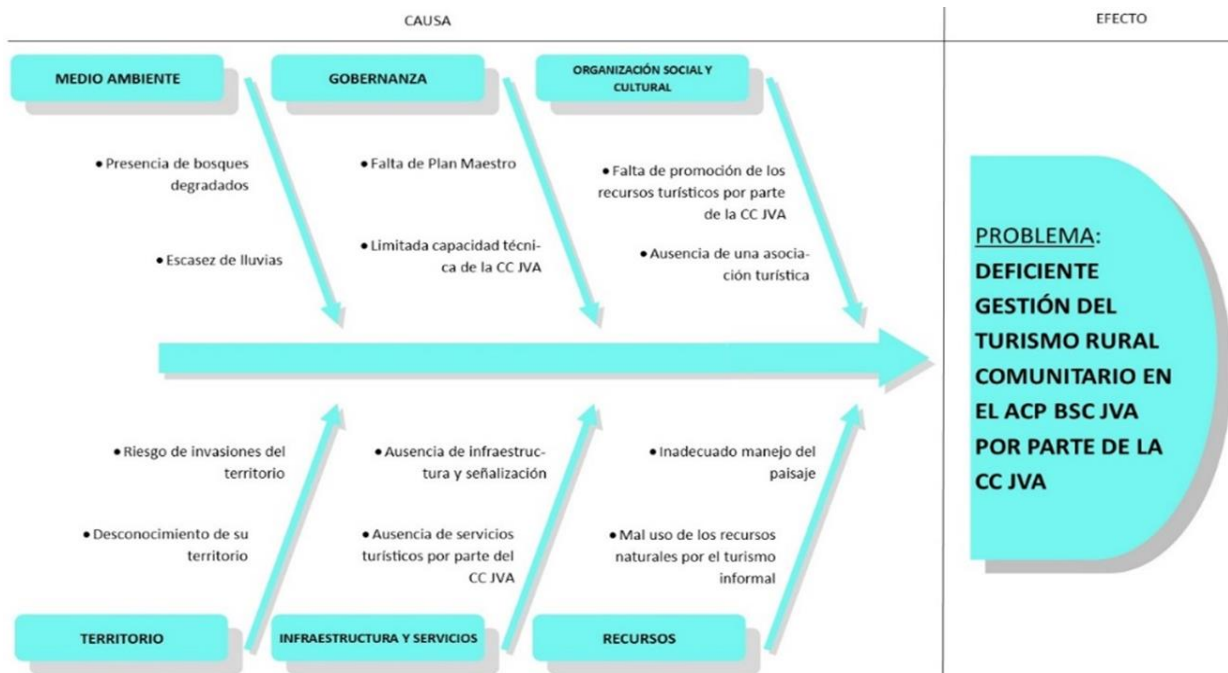 CAUSA
EFECTO
MEDIO AMBIENTE
GOBERNANZA
ORGANIZACIÓN SOCIAL Y
CULTURAL
• Presencia de bosques
degradados
• Escasez de lluvias
• Falta de Plan Maestro
• Limitada capacidad técni-
ca de la CC JVA
• Falta de promoción de los
recursos turísticos por parte
de la CC JVA
• Ausencia de una asocia-
ción turística
PROBLEMA:
DEFICIENTE
GESTIÓN DEL
TURISMO RURAL
COMUNITARIO EN
EL ACP BSC JVA
POR PARTE DE LA
CC JVA
• Riesgo de invasiones del
territorio
• Desconocimiento de su
territorio
• Ausencia de infraestruc-
tura y señalización
• Ausencia de servicios
turísticos por parte del
CC JVA
• Inadecuado manejo del
paisaje
• Mal uso de los recursos
naturales por el turismo
informal
TERRITORIO
INFRAESTRUCTURA Y SERVICIOS
RECURSOS